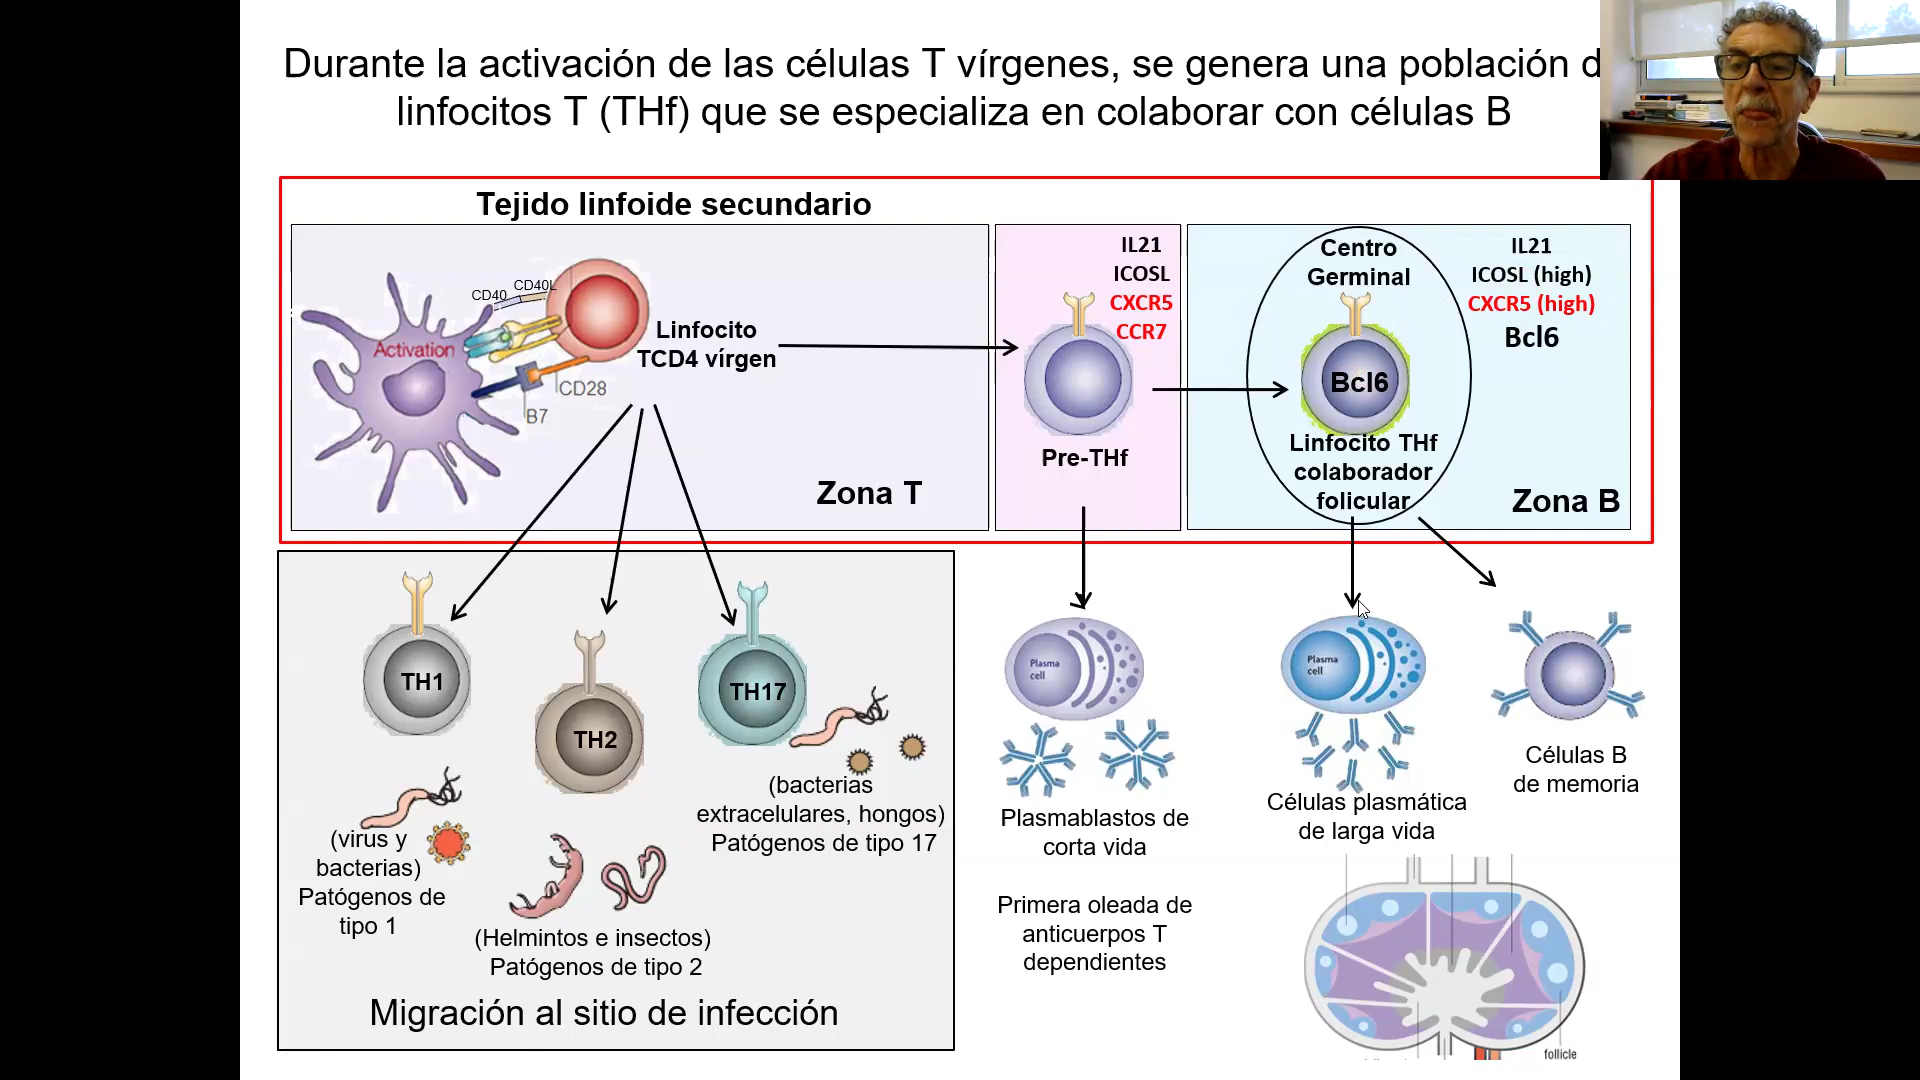 Durante la activación de las células T vírgenes, se genera una población d
linfocitos T (THf) que se especializa en colaborar con células B
Tejido linfoide secundario
CD40
CD40L
Activation
CD28
B7
Linfocito
TCD4 vírgen
Zona T
IL21
ICOSL
CXCR5
CCR7
Pre-THf
Centro
Germinal
Bcl6
Linfocito THf
colaborador
folicular
IL21
ICOSL (high)
CXCR5 (high)
Bcl6
Zona B
TH1
TH2
TH17
(virus y
bacterias)
Patógenos de
tipo 1
(Helmintos e insectos)
Patógenos de tipo 2
(bacterias
extracelulares, hongos)
Patógenos de tipo 17
Migración al sitio de infección
Plasma
cell
Plasmablastos de
corta vida
Primera oleada de
anticuerpos T
dependientes
Plasma
cell
Células plasmática
de larga vida
Células B
de memoria
follicle